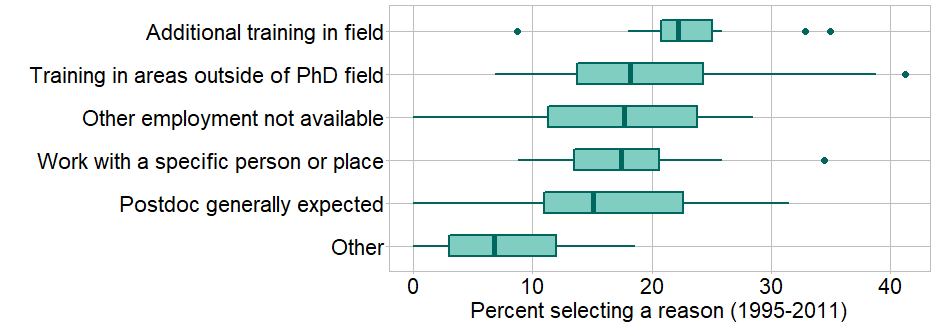 Additional training in field
Training in areas outside of PhD field
Other employment not available
Work with a specific person or place
Postdoc generally expected
Other
0 10 20 30 40
Percent selecting a reason (1995-2011)